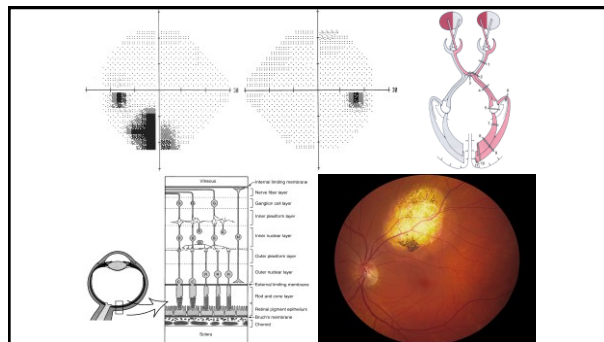 30
30
Vitreous
Internal limiting membrane
Nerve fiber layer
Ganglion cell layer
Inner plexiform layer
Inner nuclear layer
Outer plexiform layer
Outer nuclear layer
External limiting membrane
Rod and cone layer
Retinal pigment epithelium
Bruch's membrane
Choroid
Sclera